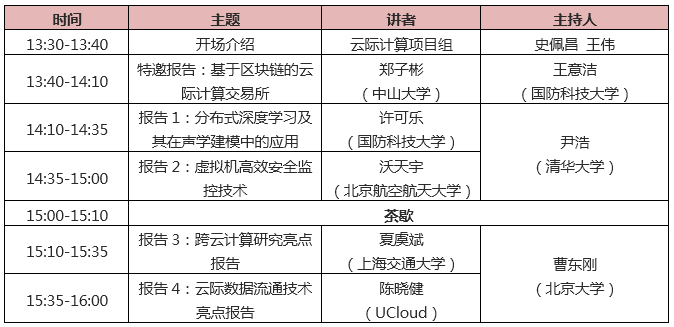 时间 主题 讲者 主持人
13:30-13:40 开场介绍 云际计算项目组 史佩昌 王伟
13:40-14:10 特邀报告：基于区块链的云际计算交易所 郑子彬（中山大学） 王意洁（国防科技大学）
14:10-14:35 报告1：分布式深度学习及其在声学建模中的应用 许可乐（国防科技大学） 尹浩（清华大学）
14:35-15:00 报告2：虚拟机高效安全监控技术 沃天宇（北京航空航天大学）
15:00-15:10 茶歇
15:10-15:35 报告3：跨云计算研究亮点报告 夏虞斌（上海交通大学） 曹东刚（北京大学）
15:35-16:00 报告4：云际数据流通技术亮点报告 陈晓健（UCloud）